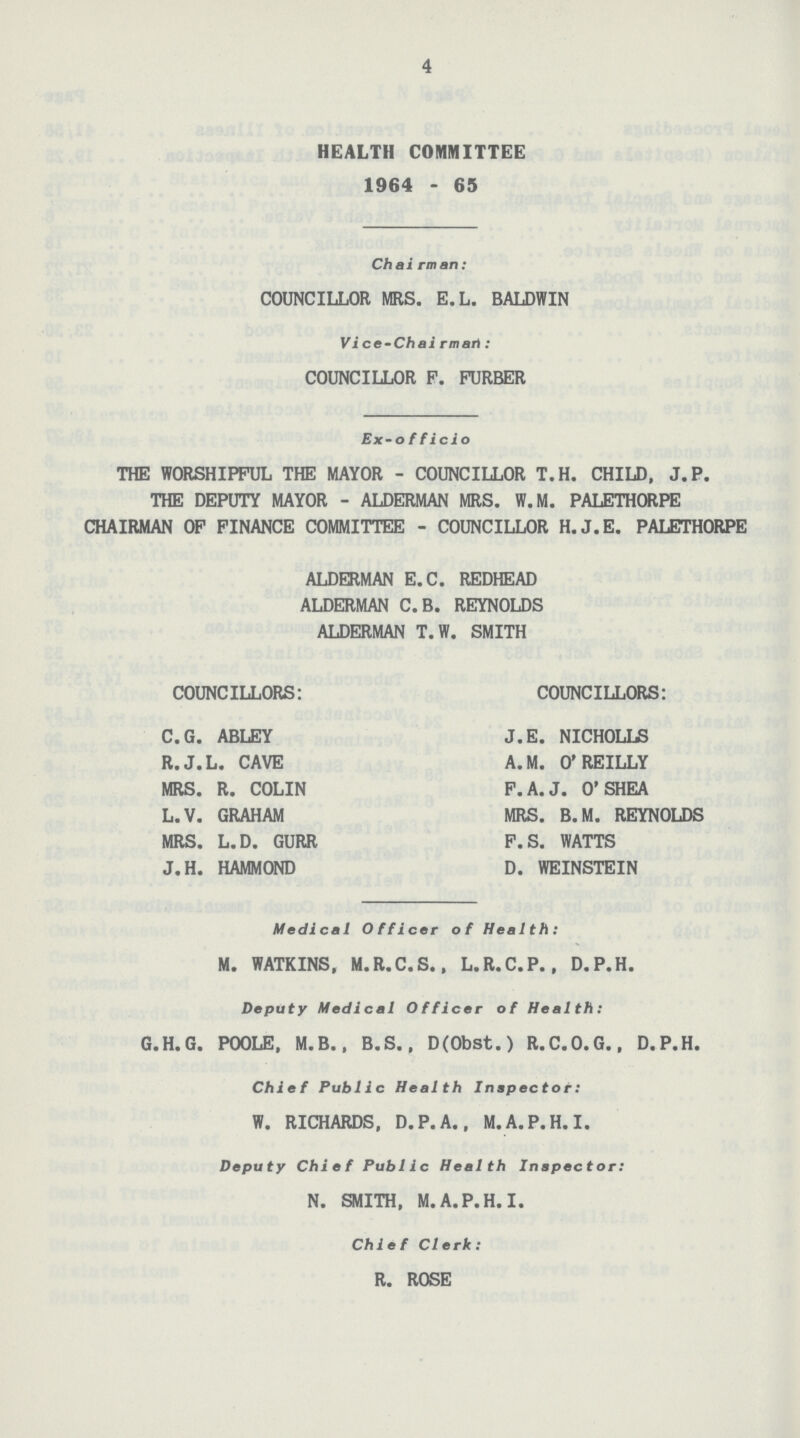 4
HEALTH COMMITTEE
1964 - 65
Chairman:
COUNCILLOR MRS. E.L. BALDWIN
Vice-Chairman:
COUNCILLOR F. FURBER
Ex-officio
THE WORSHIPFUL THE MAYOR - COUNCILLOR T.H. CHILD, J.P.
THE DEPUTY MAYOR - ALDERMAN MRS. W.M. PALETHORPE
CHAIRMAN OF FINANCE COMMITTEE - COUNCILLOR H.J.E. PALETHORPE
ALDERMAN E.C. REDHEAD
ALDERMAN C.B. REYNOLDS
ALDERMAN T.W. SMITH
COUNCILLORS:
C.G. ABLEY
R.J.L. CAVE
MRS. R. COLIN
L.V. GRAHAM
MRS. L.D. GURR
J.H. HAMMOND
COUNCILLORS:
J.E. NICHOLLS
A.M. O'REILLY
F.A.J. O'SHEA
MRS. B.M. REYNOLDS
F.S. WATTS
D. WEINSTEIN
Medical Officer of Health:
M. WATKINS, M.R.C.S., L.R.C.P., D.P.H.
Deputy Medical Officer of Health:
G.H.G. POOLE, M.B., B.S., D(Obst.) R.C.O.G., D.P.H.
Chief Public Health Inspector:
W. RICHARDS, D.P.A., M.A.P.H.I.
Deputy Chief Public Health Inspector:
N. SMITH, M.A.P.H.I.
Chief Clerk:
R. ROSE